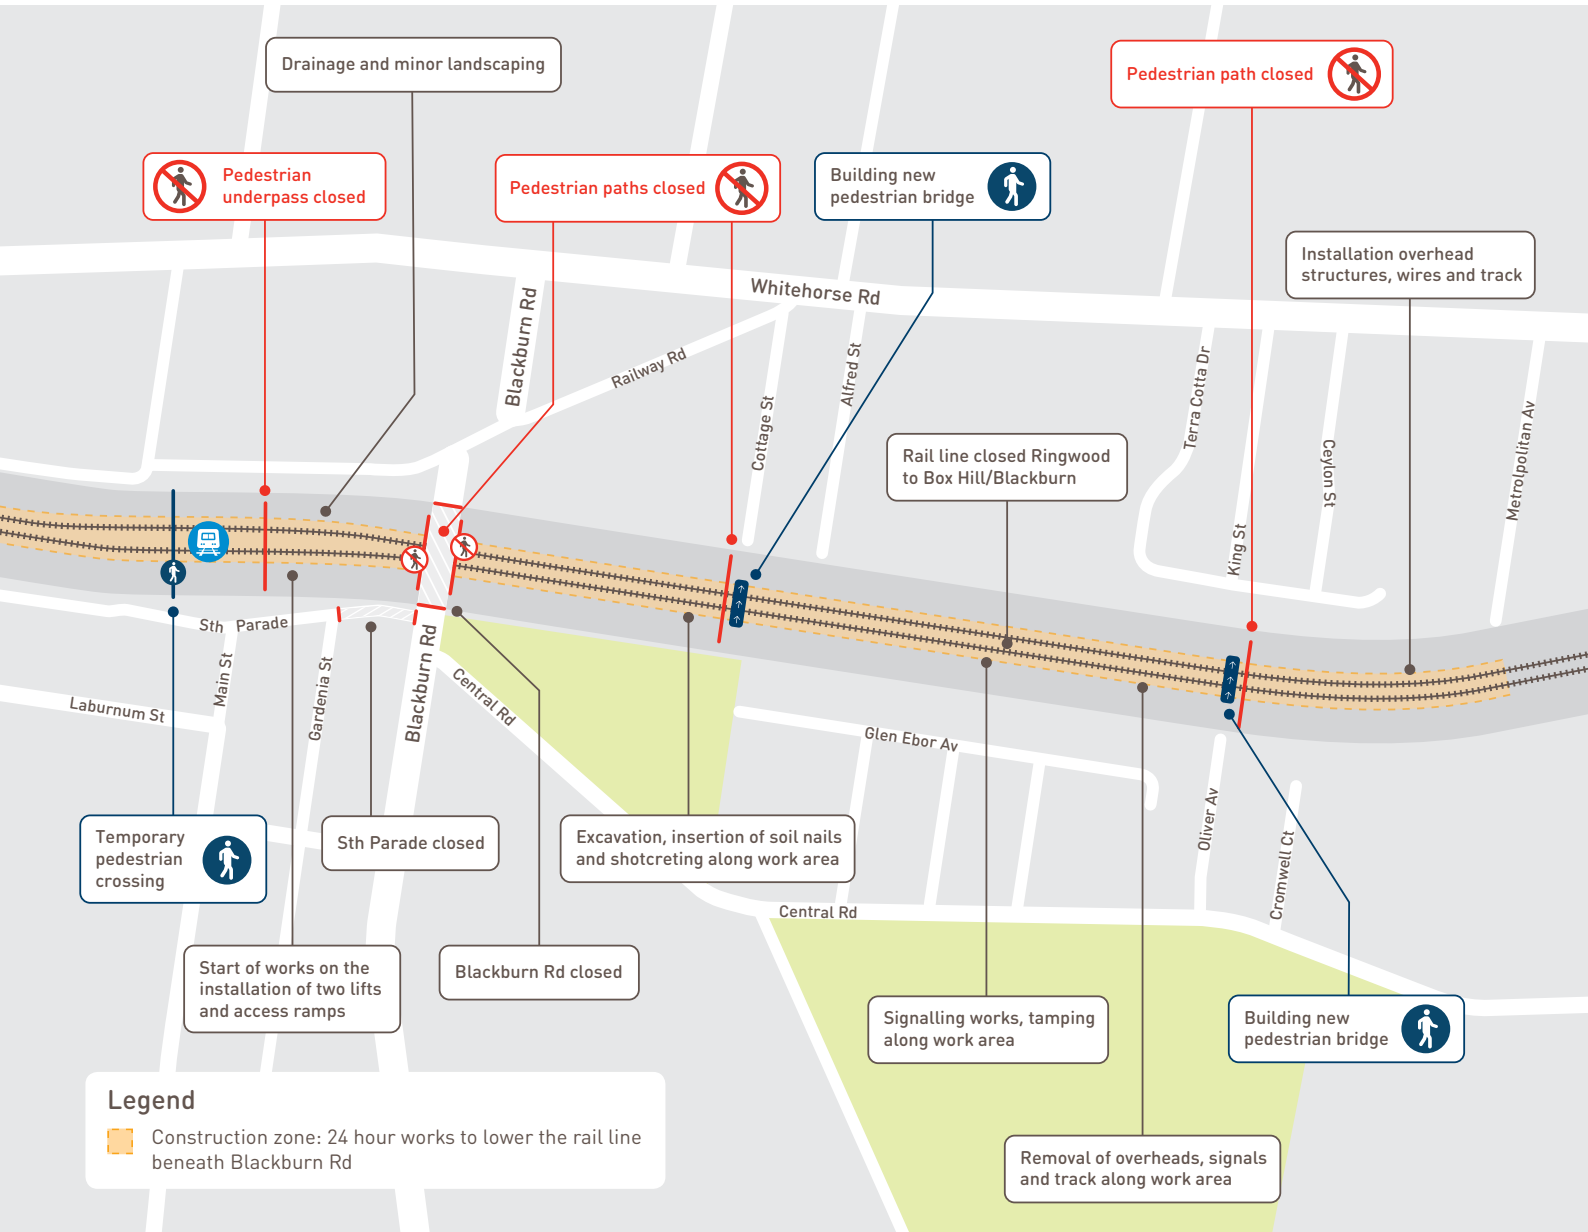 Drainage and minor landscaping
Pedestrian path closed
Pedestrian
underpass closed
Pedestrian paths closed
Building new
pedestrian bridge
Installation overhead
structures, wires and track
Whitehorse Rd
Blackburn Rd
Railway Rd
Cottage St
Alfred St
Terra Cotta Dr
King St
Ceylon St
Metrolpolitan Av
Rail line closed Ringwood
to Box Hill/Blackburn
Sth Parade
Main St
Gardenia St
Laburnum St
Blackburn Rd
Central Rd
Glen Ebor Av
Oliver Av
Cromwell Ct
Central Rd
Temporary
pedestrian
crossing
Sth Parade closed
Excavation, insertion of soil nails
and shotcreting along work area
Start of works on the
installation of two lifts
and access ramps
Blackburn Rd closed
Signalling works, tamping
along work area
Building new
pedestrian bridge
Removal of overheads, signals
and track along work area
Legend
Construction zone: 24 hour works to lower the rail line
beneath Blackburn Rd